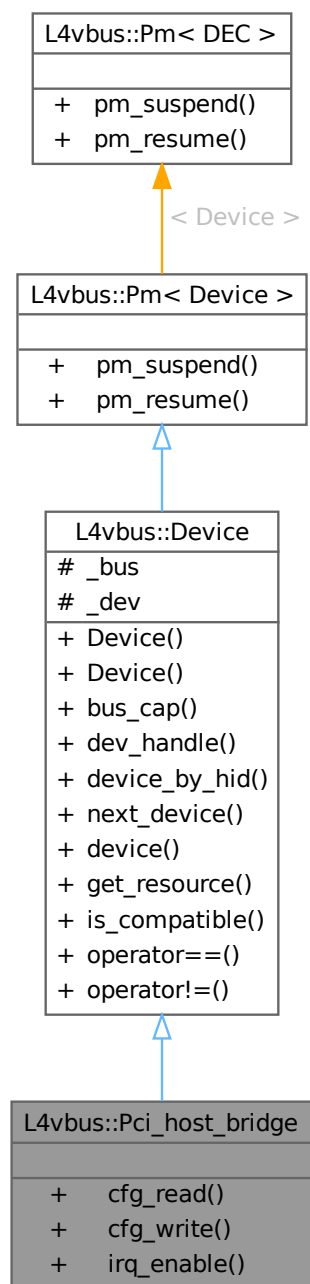 L4vbus::Pm< DEC >
+ pm_suspend()
+ pm_resume()
< Device >
L4vbus::Pm< Device >
+ pm_suspend()
+ pm_resume()
L4vbus::Device
# _bus
# _dev
+ Device()
+ Device()
+ bus_cap()
+ dev_handle()
+ device_by_hid()
+ next_device()
+ device()
+ get_resource()
+ is_compatible()
+ operator==()
+ operator!=()
L4vbus::Pci_host_bridge
+ cfg_read()
+ cfg_write()
+ irq_enable()